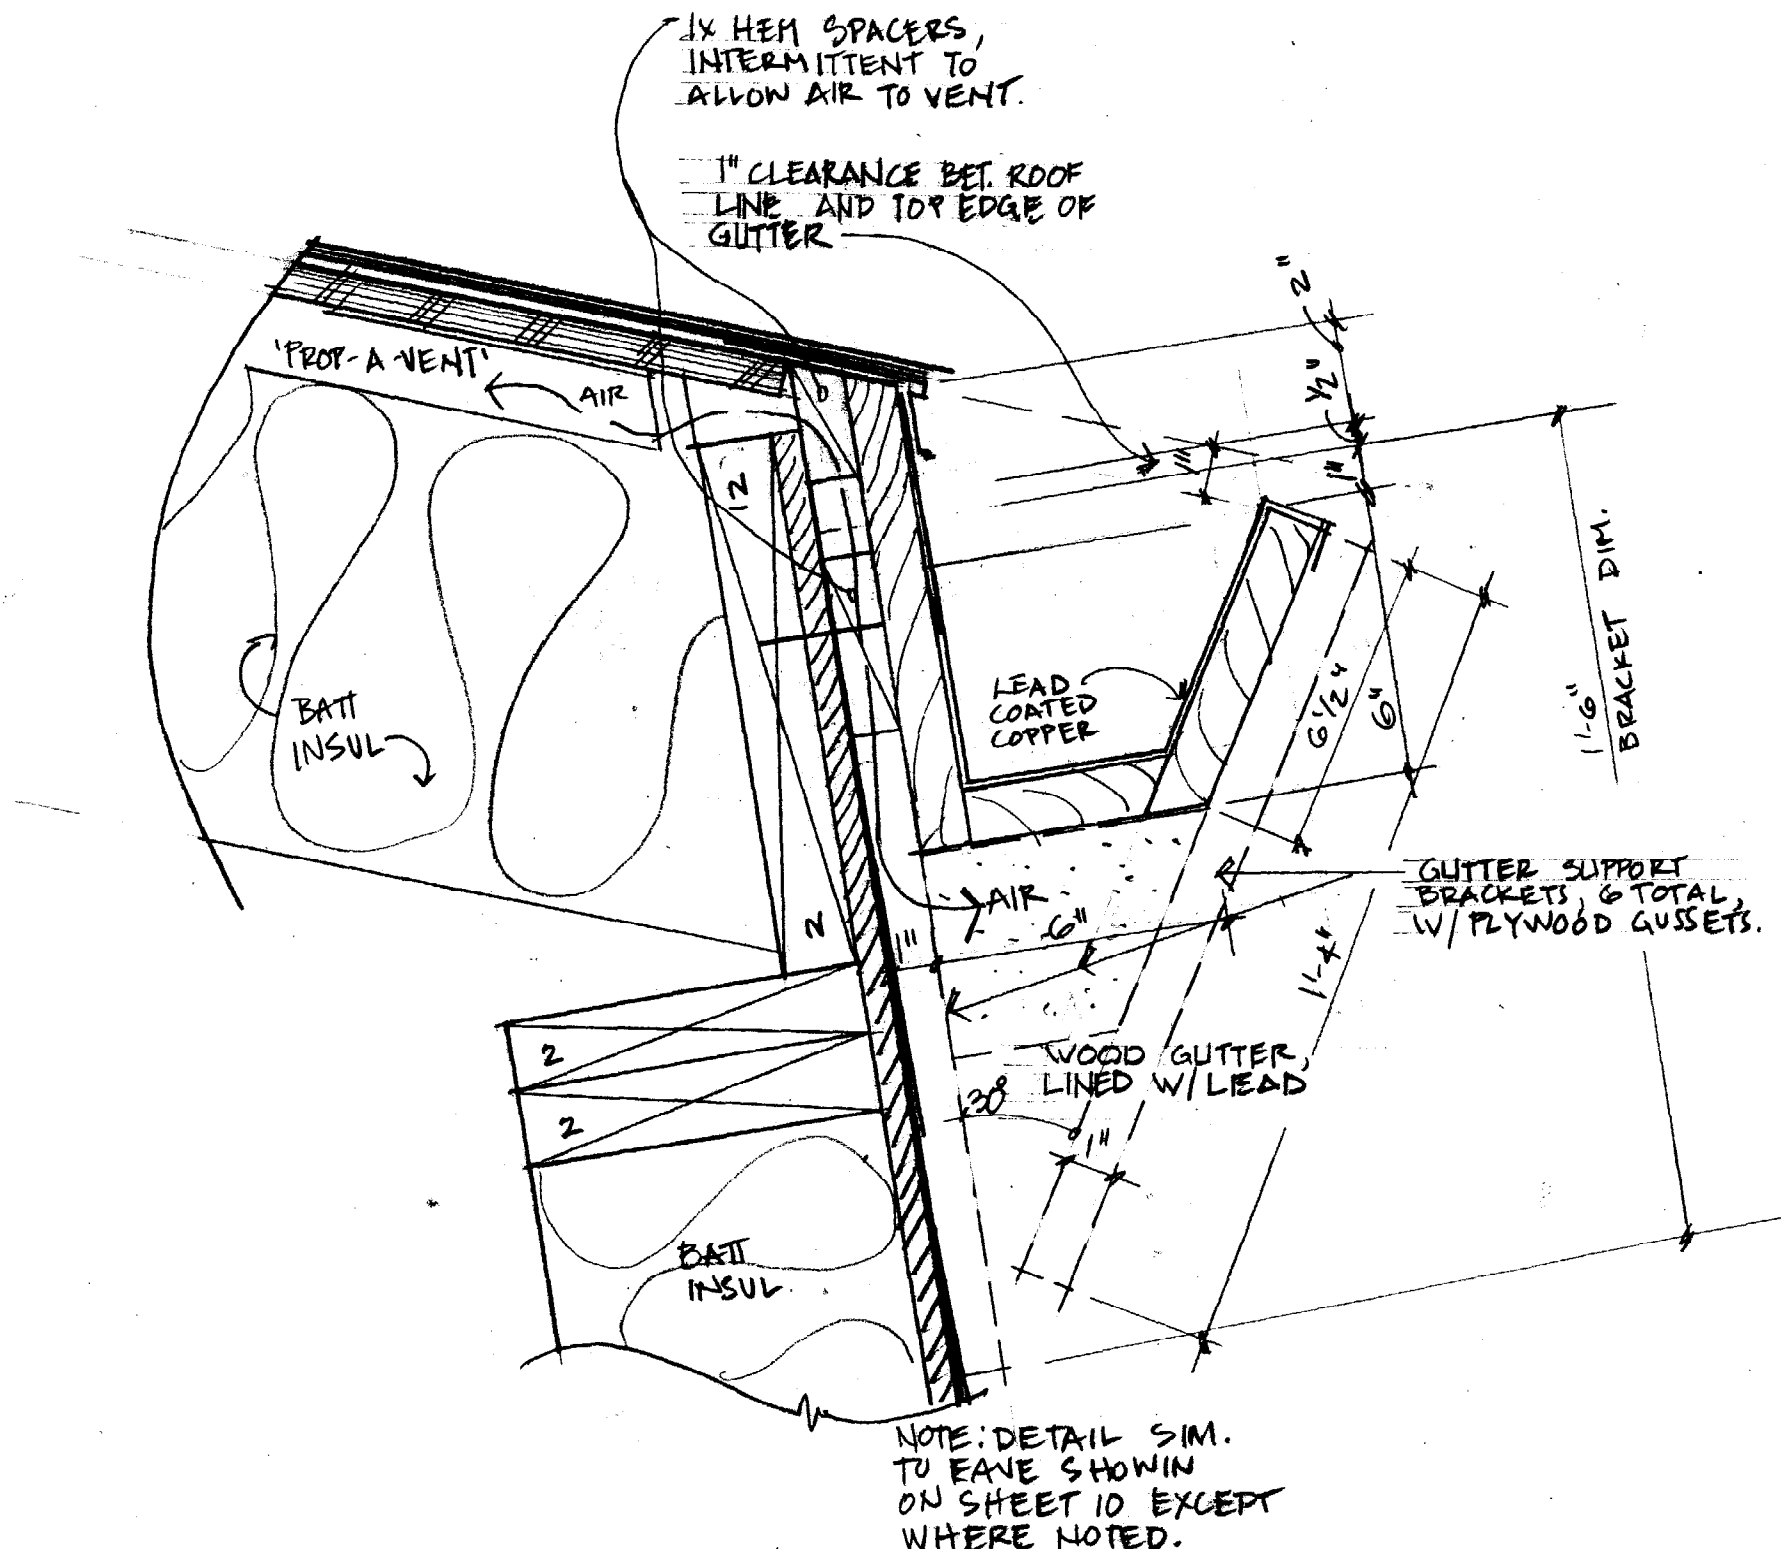 1X HEM SPACERS,
INTERMITTENT TO
ALLOW AIR TO VENT.
1" CLEARANCE BET. ROOF
LINE AND TOP EDGE OF
GUTTER
2"
1/2"
'PROP-A-VENT'
AIR
1"
1"
12
LEAD
COATED
COPPER
6 1/2"
6"
1'-6"
BRACKET DIM.
BATT
INSUL
GUTTER SUPPORT
BRACKETS, 6 TOTAL,
W/ PLYWOOD GUSSETS.
AIR
6"
2
1"
1'-4"
2
WOOD GUTTER,
LINED W/ LEAD
30°
2
1"
BATT
INSUL.
NOTE: DETAIL SIM.
TO EAVE SHOWIN
ON SHEET 10 EXCEPT
WHERE NOTED.